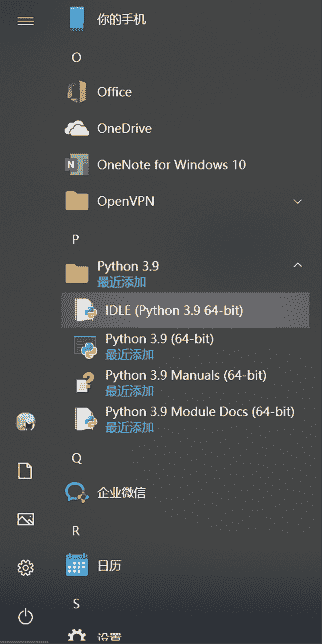 你的手机
O
Office
OneDrive
OneNote for Windows 10
OpenVPN
P
Python 3.9
最近添加
IDLE (Python 3.9 64-bit)
Python 3.9 (64-bit)
最近添加
Python 3.9 Manuals (64-bit)
最近添加
Python 3.9 Module Docs (64-bit)
最近添加
Q
企业微信
R
日历
S
设置